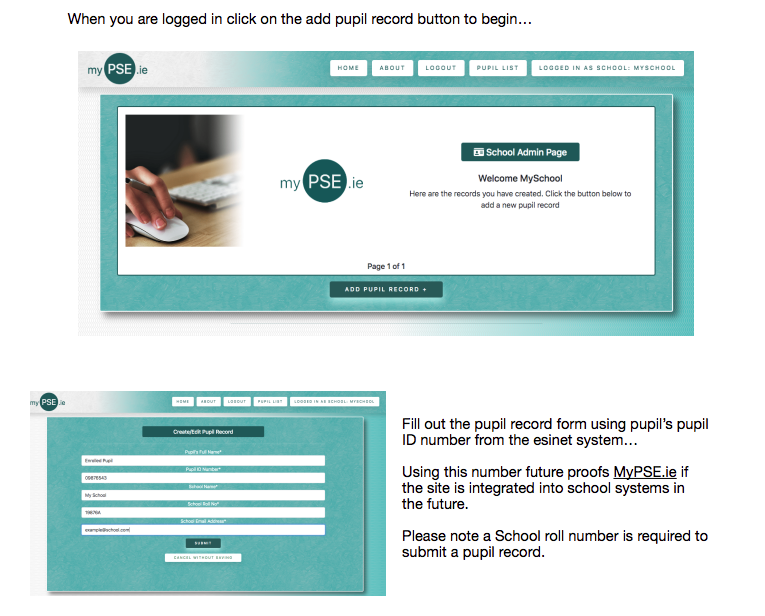 When you are logged in click on the add pupil record button to begin…
my PSE .ie
HOME
ABOUT
LOGOUT
PUPIL LIST
LOGGED IN AS SCHOOL: MYSCHOOL
School Admin Page
my PSE .ie
Welcome MySchool
Here are the records you have created. Click the button below to
add a new pupil record
Page 1 of 1
ADD PUPIL RECORD +
my PSE .ie
HOME
ABOUT
LOGOUT
PUPIL LIST
LOGGED IN AS SCHOOL: MYSCHOOL
Create/Edit Pupil Record
Pupil's Full Name*
Enrolled Pupil
Pupil ID Number*
09876543
School Name*
My School
School Roll No*
19876A
School Email Address*
example@school.com
SUBMIT
CANCEL WITHOUT SAVING
Fill out the pupil record form using pupil's pupil
ID number from the esinet system…
Using this number future proofs MyPSE.ie if
the site is integrated into school systems in
the future.
Please note a School roll number is required to
submit a pupil record.